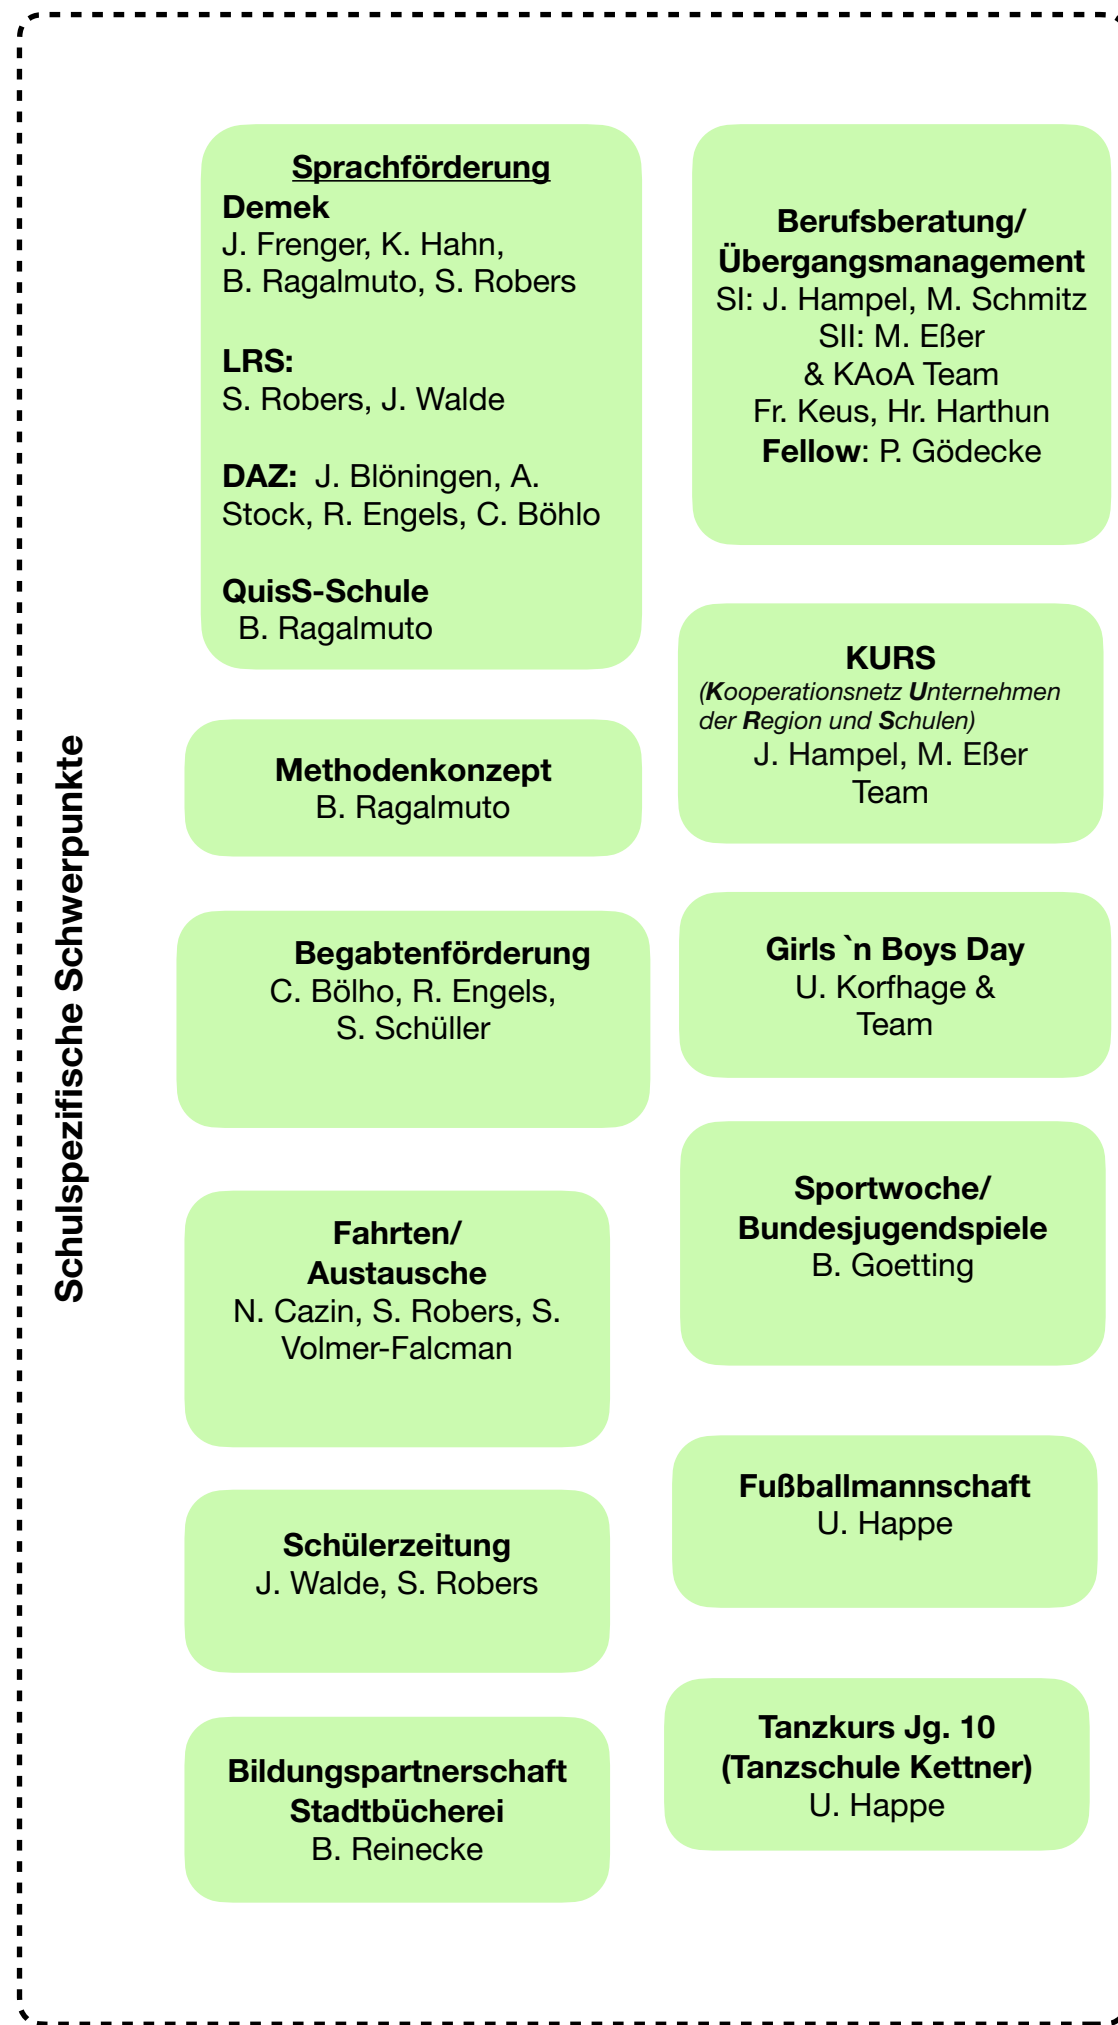 Schulspezifische Schwerpunkte
Sprachförderung
Demek
J. Frenger, K. Hahn,
B. Ragalmuto, S. Robers
LRS:
S. Robers, J. Walde
DAZ: J. Blöningen, A.
Stock, R. Engels, C. Böhlo
QuisS-Schule
B. Ragalmuto
Methodenkonzept
B. Ragalmuto
Begabtenförderung
C. Bölho, R. Engels,
S. Schüller
Fahrten/
Austausche
N. Cazin, S. Robers, S.
Volmer-Falcman
Schülerzeitung
J. Walde, S. Robers
Bildungspartnerschaft
Stadtbücherei
B. Reinecke
Berufsberatung/
Übergangsmanagement
SI: J. Hampel, M. Schmitz
SII: M. Eßer
& KAoA Team
Fr. Keus, Hr. Harthun
Fellow: P. Gödecke
KURS
(Kooperationsnetz Unternehmen
der Region und Schulen)
J. Hampel, M. Eßer
Team
Girls `n Boys Day
U. Korfhage &
Team
Sportwoche/
Bundesjugendspiele
B. Goetting
Fußballmannschaft
U. Happe
Tanzkurs Jg. 10
(Tanzschule Kettner)
U. Happe